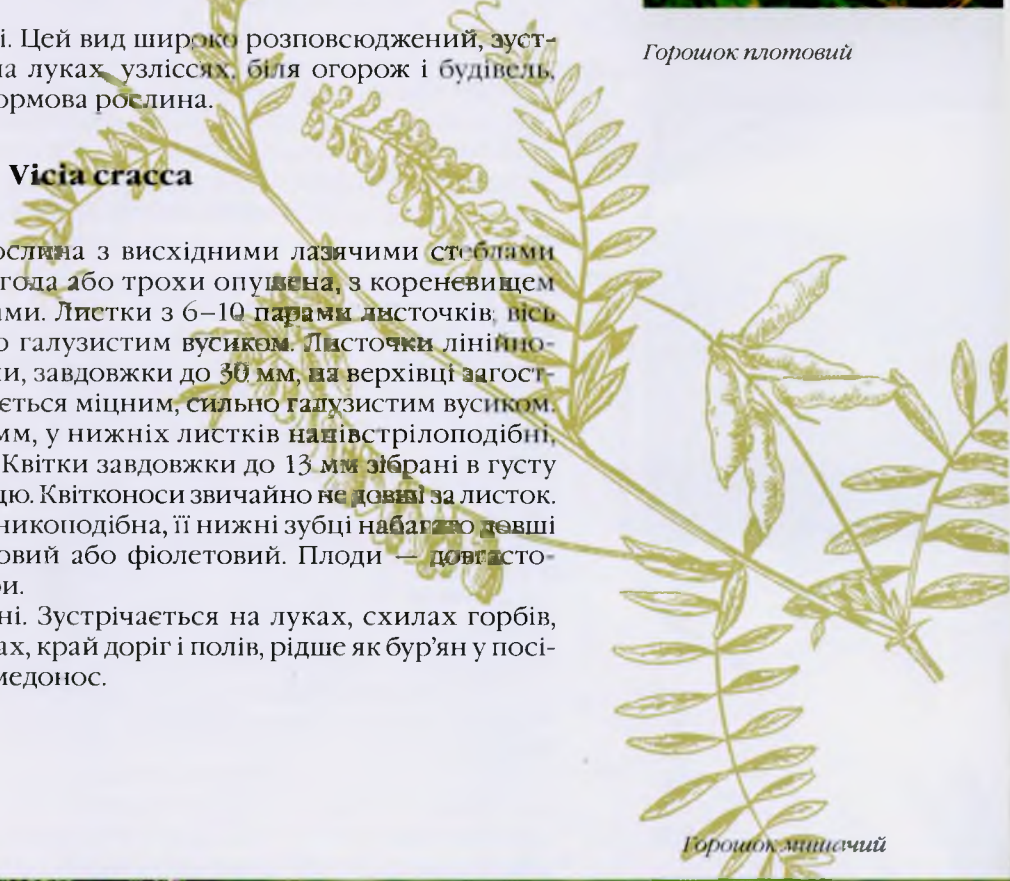 і. Цей вид широко розповсюджений, зуст-
на луках, узліссях, біля огорож і будівель,
ормова рослина.
Горошок плотовий
Vicia cracca
ослина з висхідними лазячими стеблами
гола або трохи опушена, з кореневищем
ами. Листки з 6–10 парами листочків, вісь
о галузистим вусиком. Листочки лінійно-
и, завдовжки до 30 мм, на верхівці загост-
ється міцним, сильно галузистим вусиком.
мм, у нижніх листків напівстрілоподібні,
Квітки завдовжки до 13 мм зібрані в густу
цю. Квітконоси звичайно не довші за листок.
никоподібна, її нижні зубці набагато довші
овий або фіолетовий. Плоди — довгасто-
и.
ні. Зустрічається на луках, схилах горбів,
ах, край доріг і полів, рідше як бур'ян у посі-
медонос.
Горошок мишачий